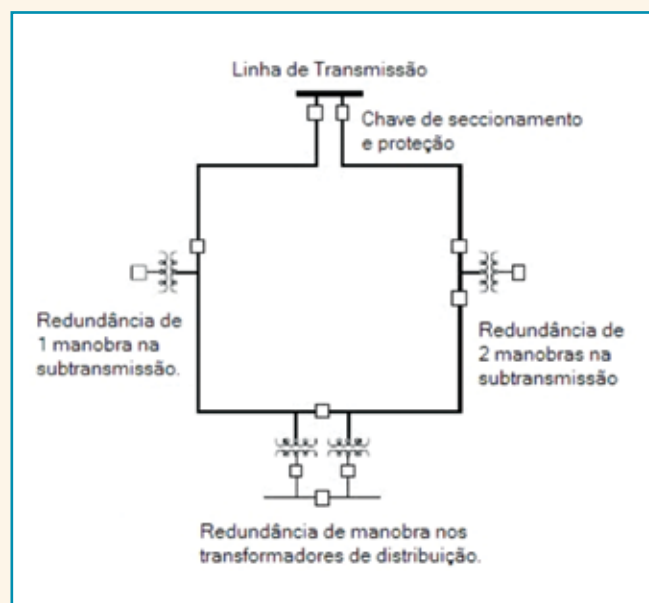 Linha de Transmissão
Chave de seccionamento
e proteção
Redundância de
1 manobra na
subtransmissão.
Redundância de
2 manobras na
subtransmissão
Redundância de manobra nos
transformadores de distribuição.